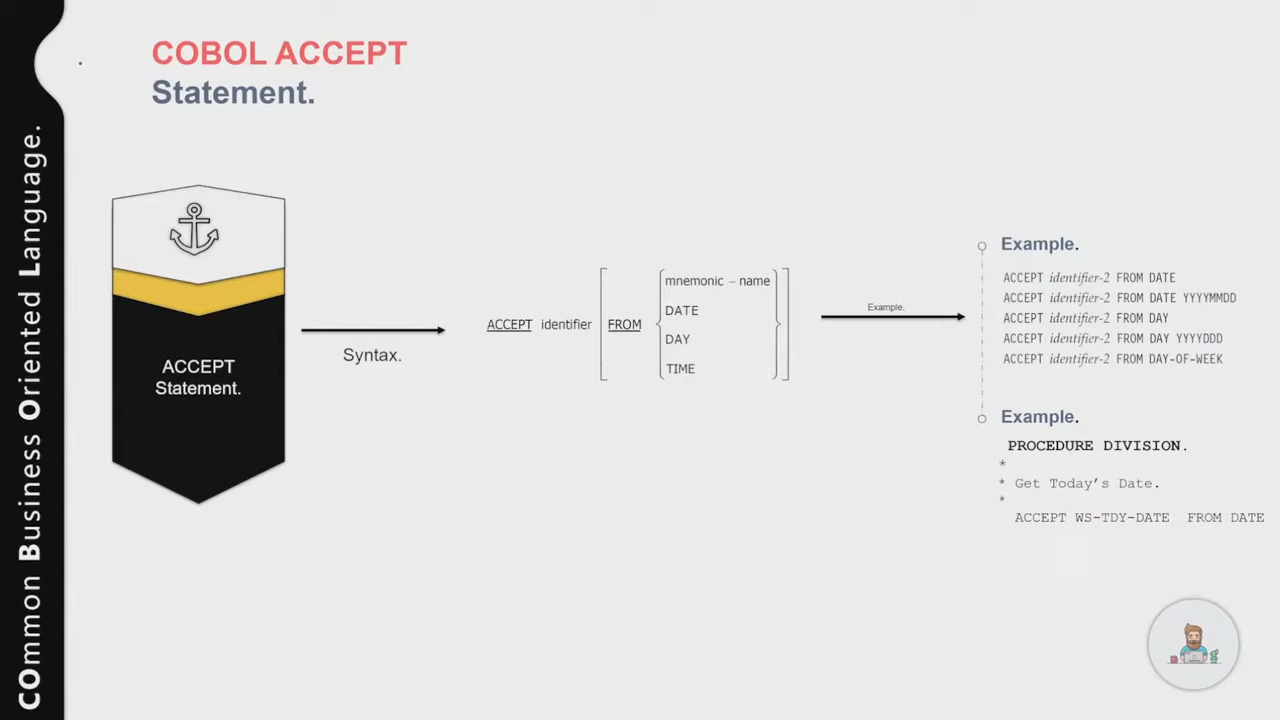 COmmon Business Oriented Language.
.
COBOL ACCEPT
Statement.
ACCEPT
Statement.
Syntax.
ACCEPT identifier FROM
mnemonic – name
DATE
DAY
TIME
Example.
Example.
ACCEPT identifier-2 FROM DATE
ACCEPT identifier-2 FROM DATE YYYYMMDD
ACCEPT identifier-2 FROM DAY
ACCEPT identifier-2 FROM DAY YYYYDDD
ACCEPT identifier-2 FROM DAY-OF-WEEK
Example.
PROCEDURE DIVISION.
*
* Get Today’s Date.
*
ACCEPT WS-TDY-DATE FROM DATE